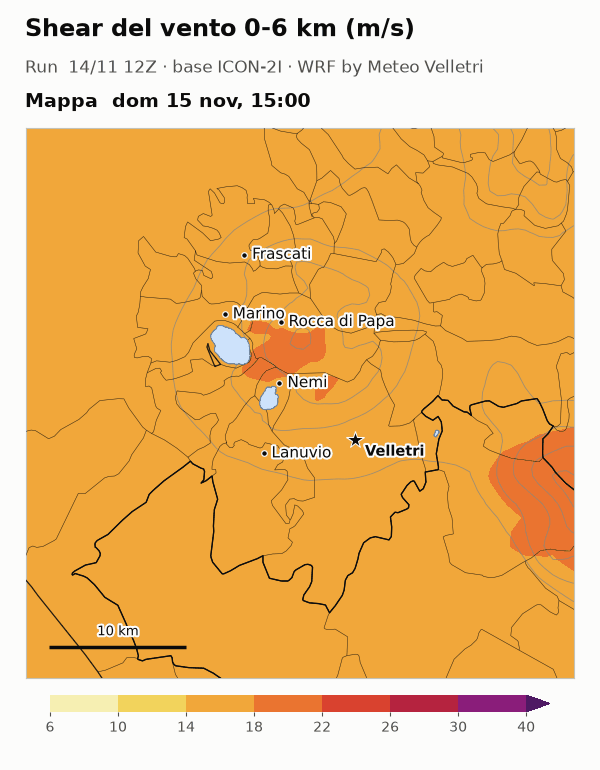 Shear del vento 0-6 km (m/s)
Run  14/11 12Z · base ICON-2I · WRF by Meteo Velletri
Mappa  dom 15 nov, 15:00
Frascati
Marino
Rocca di Papa
Nemi
Velletri
Lanuvio
10 km
6 10 14 18 22 26 30 40